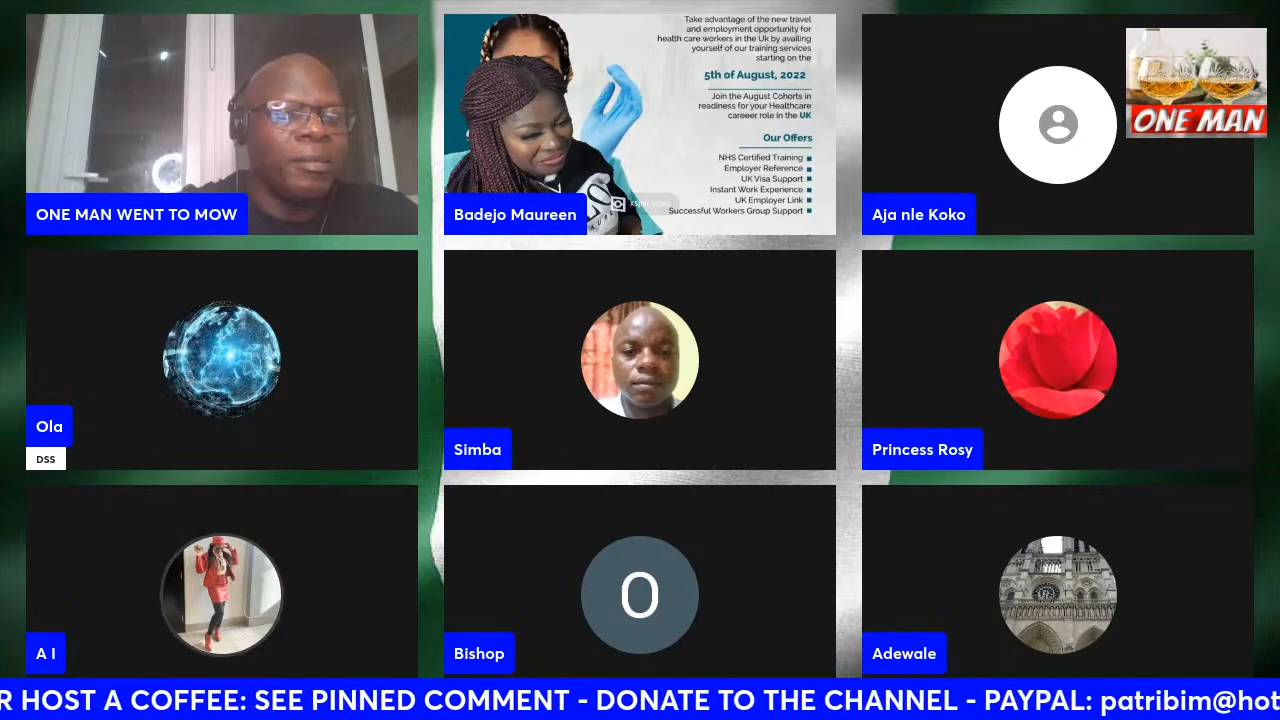 Take advantage of the new travel
and employment opportunity for
health care workers in the Uk by availing
yourself of our training services
starting on the
5th of August, 2022
Join the August Cohorts in
readiness for your Healthcare
careeer role in the UK
Our Offers
NHS Certified Training
Employer Reference
UK Visa Support
Instant Work Experience
UK Employer Link
Successful Workers Group Support
XSplit VCam
ONE MAN
ONE MAN WENT TO MOW
Badejo Maureen
Aja nle Koko
Ola
DSS
Simba
Princess Rosy
A I
O
Bishop
Adewale
R HOST A COFFEE: SEE PINNED COMMENT - DONATE TO THE CHANNEL - PAYPAL: patribim@hot